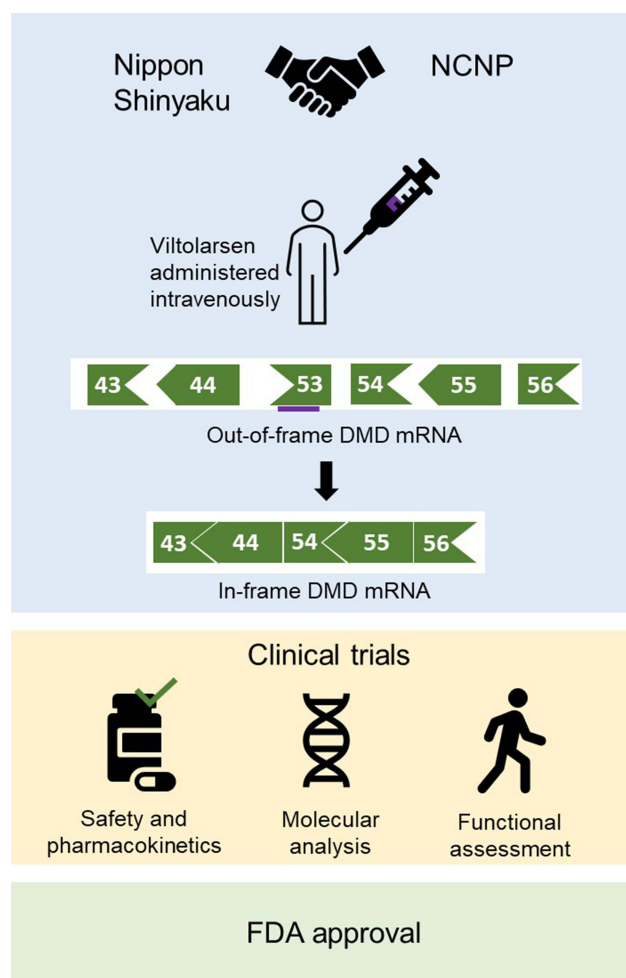 Nippon
Shinyaku
NCNP
Viltolarsen
administered
intravenously
43 44 53 54 55 56
Out-of-frame DMD mRNA
43 44 54 55 56
In-frame DMD mRNA
Clinical trials
Safety and
pharmacokinetics
Molecular
analysis
Functional
assessment
FDA approval